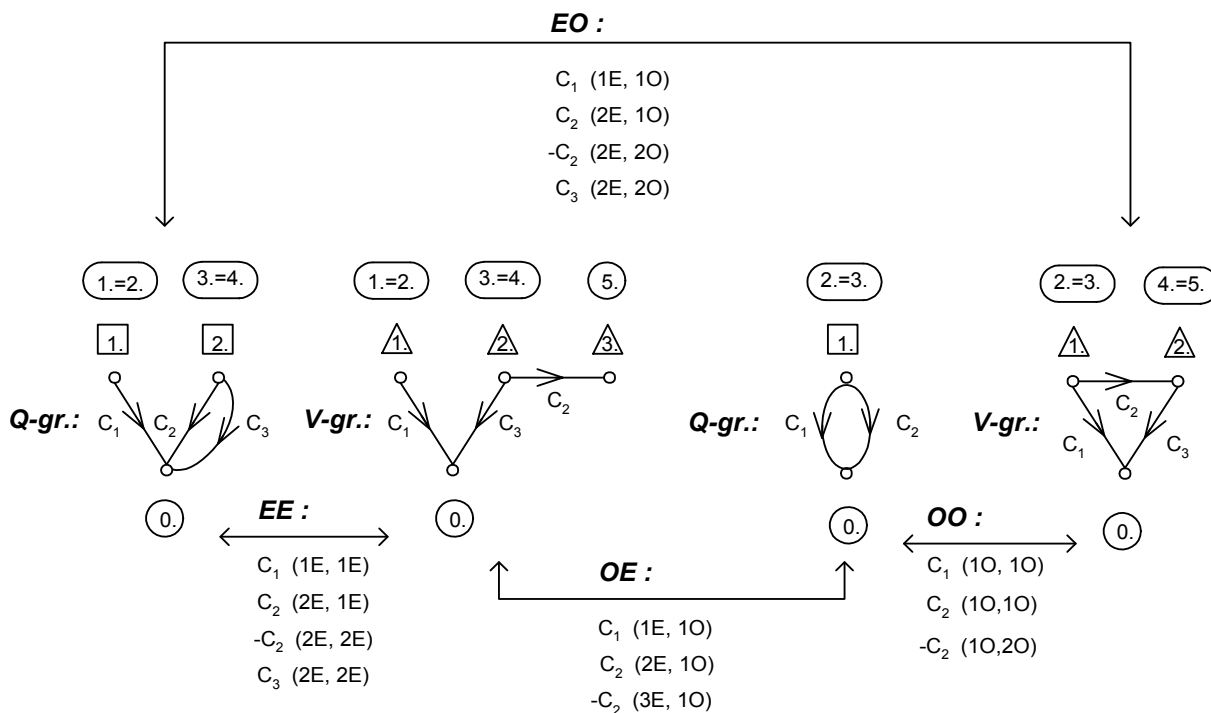 EO :
C₁ (1E, 1O)
C₂ (2E, 1O)
-C₂ (2E, 2O)
C₃ (2E, 2O)
1.=2. 3.=4. 1.=2. 3.=4. 5. 2.=3. 2.=3. 4.=5.
1. 2. 1. 2. 3. 1. 1. 2.
Q-gr.: C₁ C₂ C₃ V-gr.: C₁ C₃ C₂ Q-gr.: C₁ C₂ V-gr.: C₁ C₂ C₃
0. 0. 0. 0.
EE :
C₁ (1E, 1E)
C₂ (2E, 1E)
-C₂ (2E, 2E)
C₃ (2E, 2E)
OE :
C₁ (1E, 1O)
C₂ (2E, 1O)
-C₂ (3E, 1O)
OO :
C₁ (1O, 1O)
C₂ (1O,1O)
-C₂ (1O,2O)